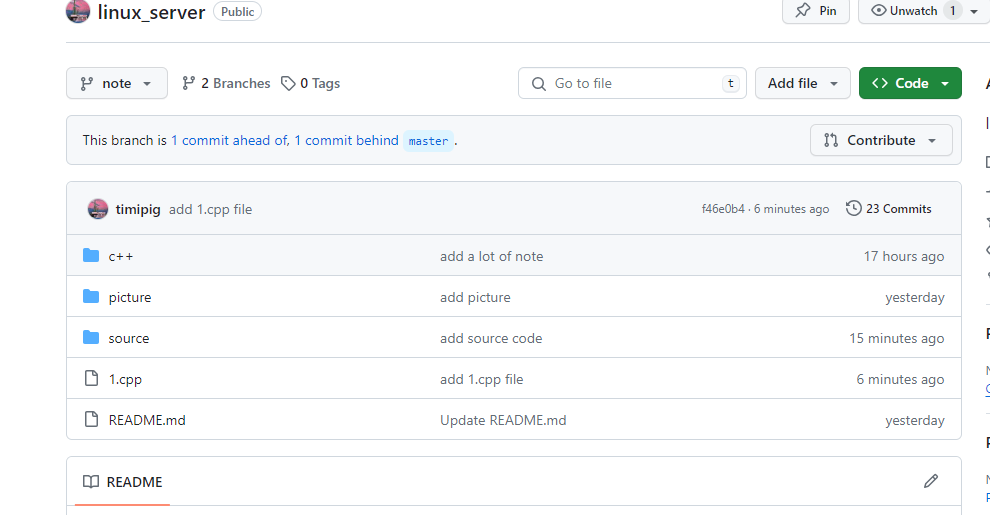 linux_server Public Pin Unwatch 1
note 2 Branches 0 Tags Go to file t Add file Code
This branch is 1 commit ahead of, 1 commit behind master. Contribute
timipig add 1.cpp file f46e0b4 · 6 minutes ago 23 Commits
c++ add a lot of note 17 hours ago
picture add picture yesterday
source add source code 15 minutes ago
1.cpp add 1.cpp file 6 minutes ago
README.md Update README.md yesterday
README